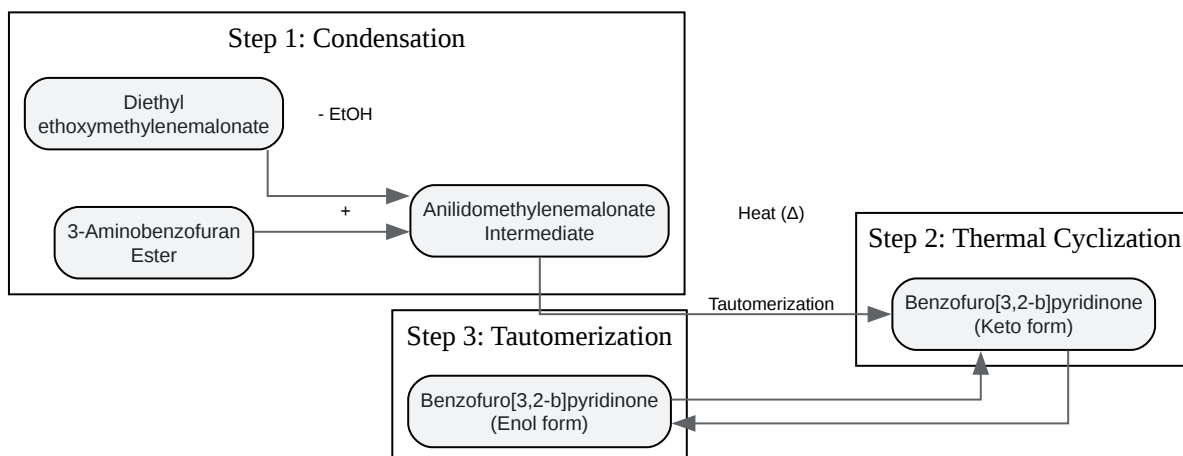 Step 1: Condensation
Diethyl
ethoxymethylenemalonate
- EtOH
3-Aminobenzofuran
Ester
+
Anilidomethylenemalonate
Intermediate
Heat (Δ)
Step 2: Thermal Cyclization
Benzofuro[3,2-b]pyridinone
(Keto form)
Tautomerization
Step 3: Tautomerization
Benzofuro[3,2-b]pyridinone
(Enol form)